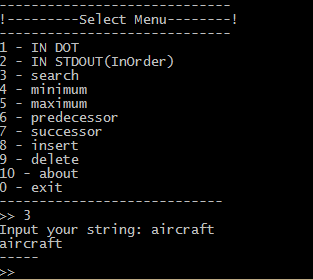 -----------------------------
!---------Select Menu--------!
-----------------------------
1 - IN DOT
2 - IN STDOUT(InOrder)
3 - search
4 - minimum
5 - maximum
6 - predecessor
7 - successor
8 - insert
9 - delete
10 - about
0 - exit
----------------------------
>> 3
Input your string: aircraft
aircraft
-----
>>